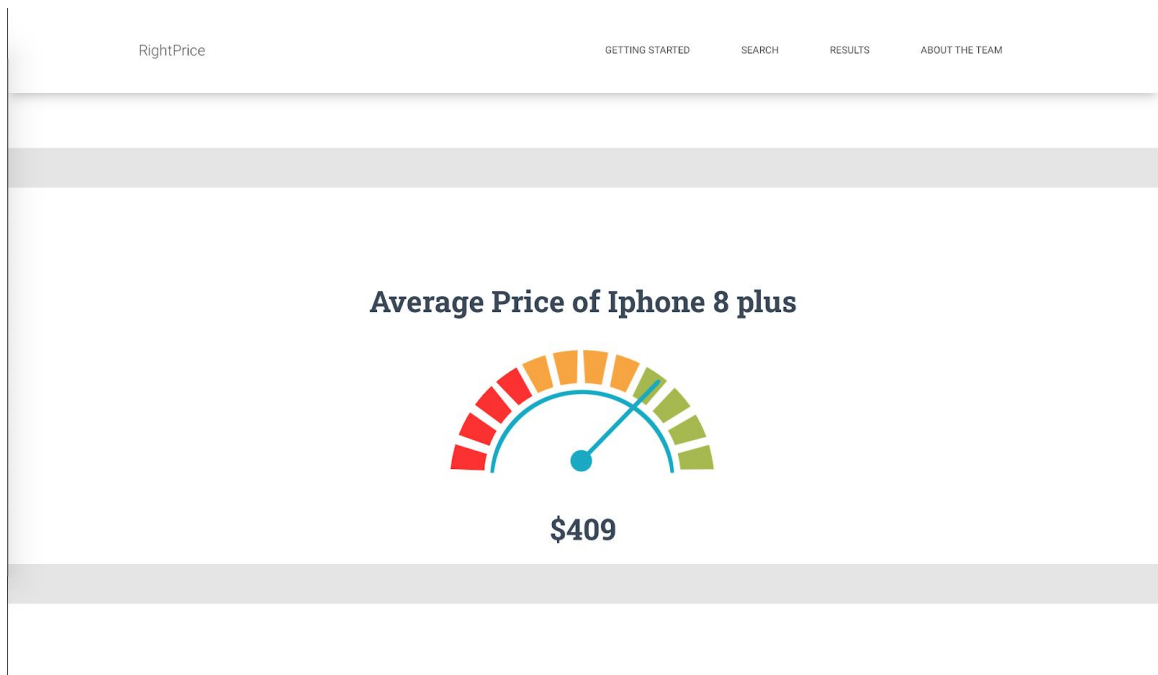 RightPrice
GETTING STARTED
SEARCH
RESULTS
ABOUT THE TEAM
Average Price of Iphone 8 plus
$409